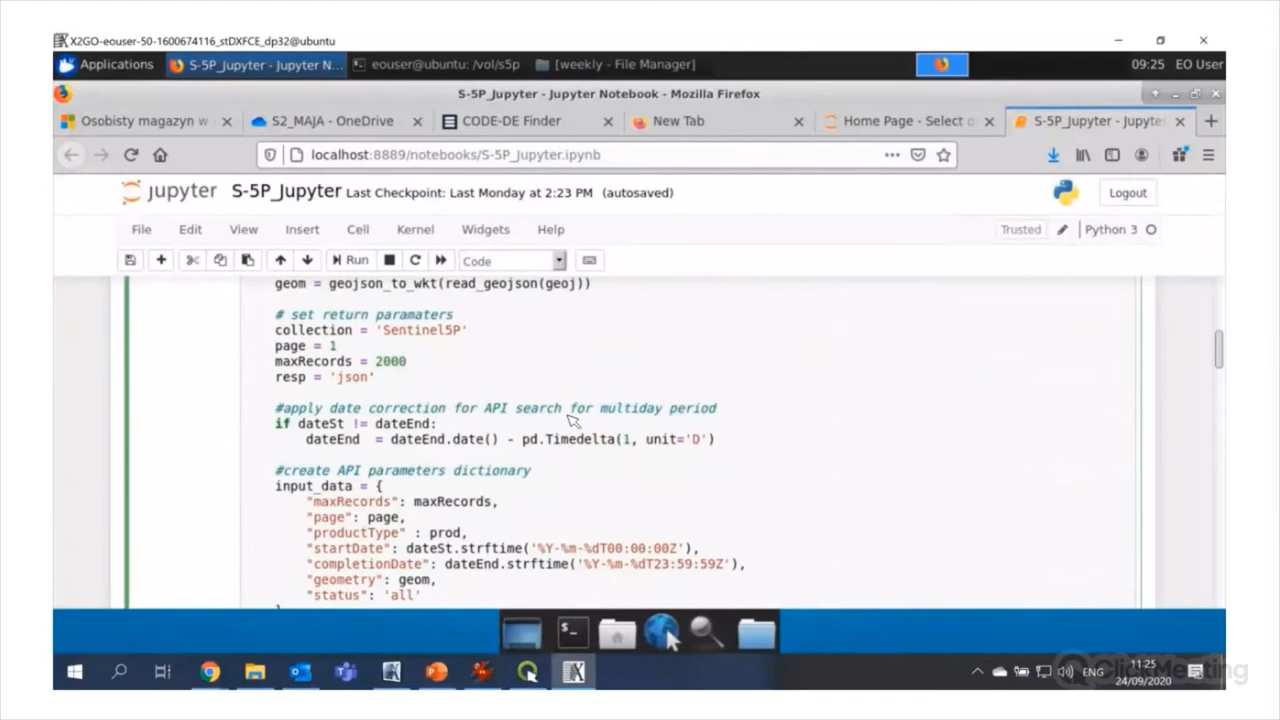 X2GO-eouser-50-1600674116_stDXFCE_dp32@ubuntu
Applications S-5P_Jupyter - Jupyter N... eouser@ubuntu: /vol/s5p [weekly - File Manager] 09:25 EO User
S-5P_Jupyter - Jupyter Notebook - Mozilla Firefox
Osobisty magazyn w S2_MAJA - OneDrive CODE-DE Finder New Tab Home Page - Select S-5P_Jupyter - Jupyte
localhost:8889/notebooks/S-5P_Jupyter.ipynb
jupyter S-5P_Jupyter Last Checkpoint: Last Monday at 2:23 PM (autosaved) Logout
File Edit View Insert Cell Kernel Widgets Help Trusted Python 3
Run Code
geom = geojson_to_wkt(read_geojson(geoj))
# set return paramaters
collection = 'Sentinel5P'
page = 1
maxRecords = 2000
resp = 'json'
#apply date correction for API search for multiday period
if dateSt != dateEnd:
dateEnd = dateEnd.date() - pd.Timedelta(1, unit='D')
#create API parameters dictionary
input_data = {
"maxRecords": maxRecords,
"page": page,
"productType" : prod,
"startDate": dateSt.strftime('%Y-%m-%dT00:00:00Z'),
"completionDate": dateEnd.strftime('%Y-%m-%dT23:59:59Z'),
"geometry": geom,
"status": 'all'
ENG 11:25
24/09/2020
ClickMeeting